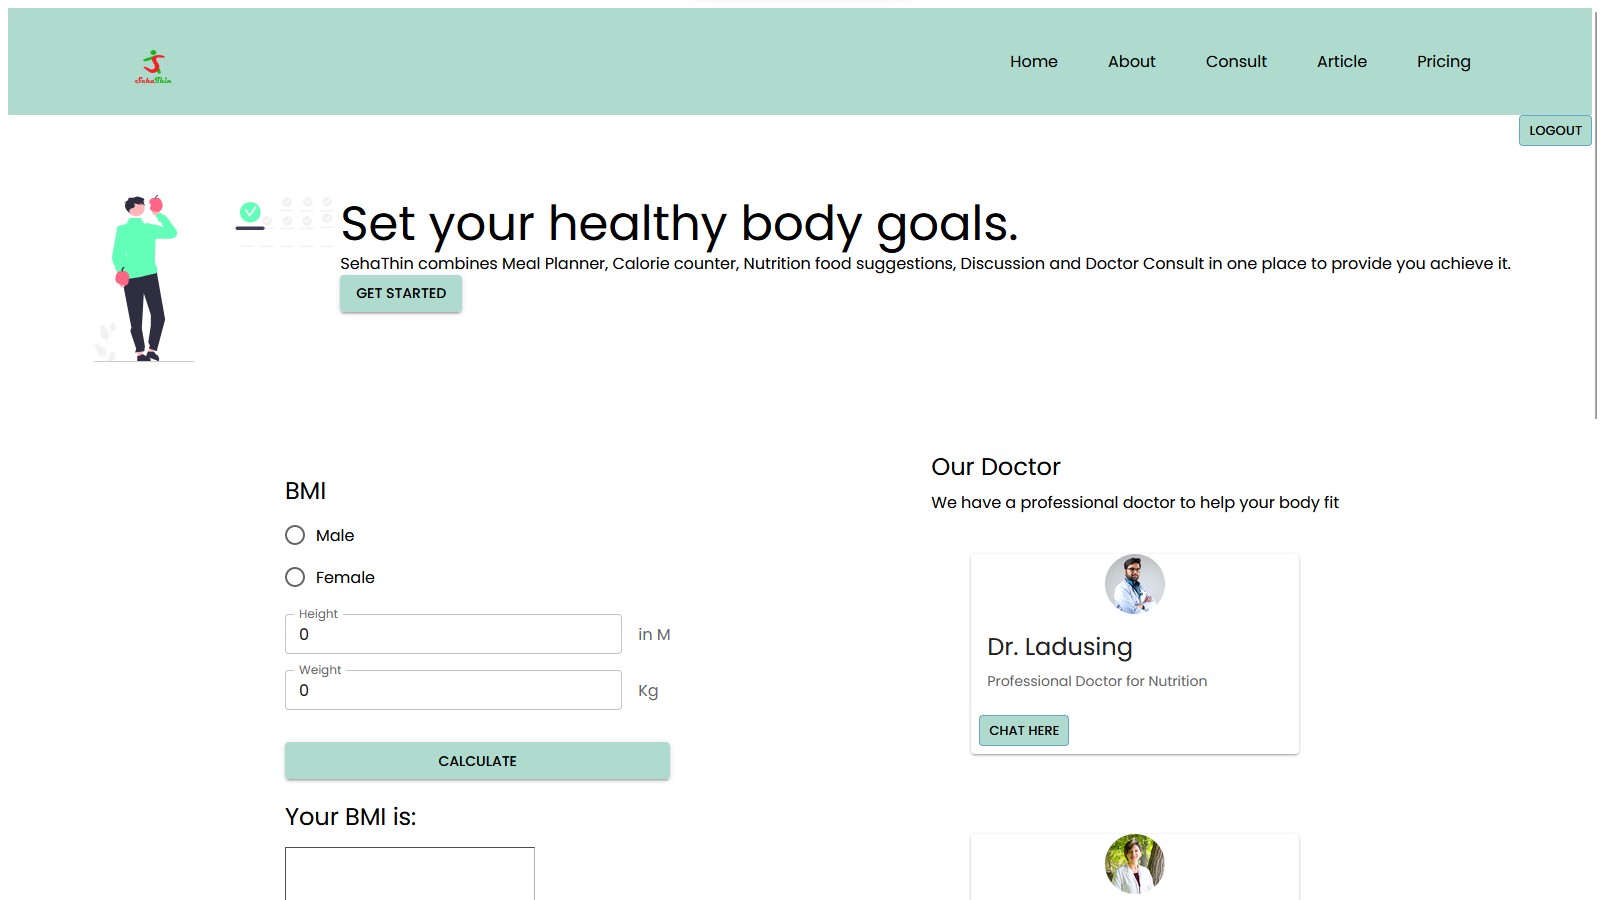 SehaThin
Home
About
Consult
Article
Pricing
LOGOUT
Set your healthy body goals.
SehaThin combines Meal Planner, Calorie counter, Nutrition food suggestions, Discussion and Doctor Consult in one place to provide you achieve it.
GET STARTED
BMI
Male
Female
Height
0
in M
Weight
0
Kg
CALCULATE
Your BMI is:
Our Doctor
We have a professional doctor to help your body fit
Dr. Ladusing
Professional Doctor for Nutrition
CHAT HERE